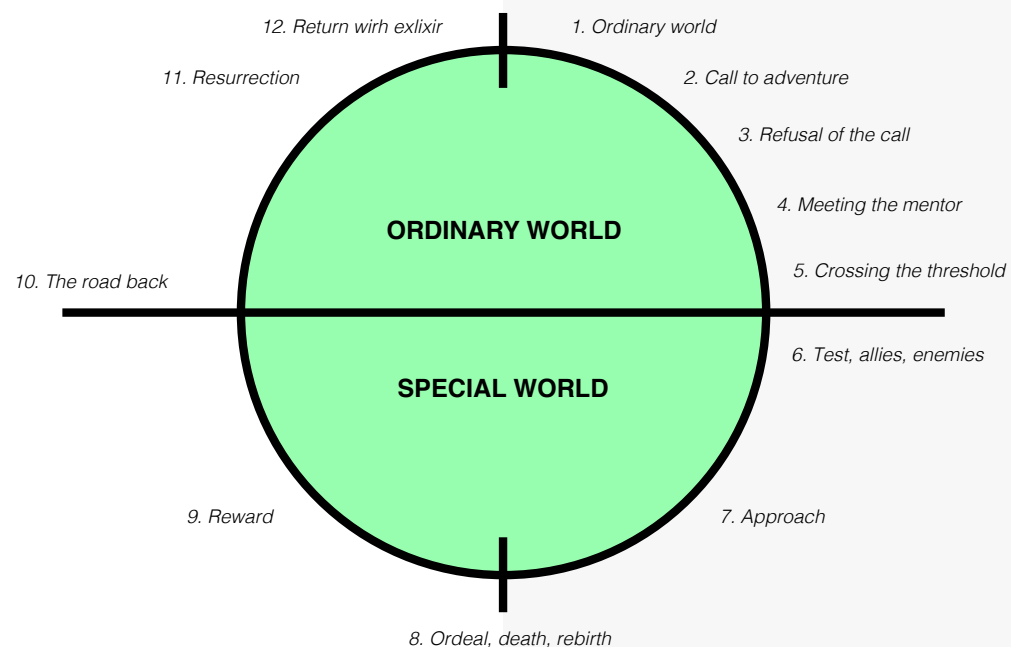 12. Return wirh exlixir
1. Ordinary world
11. Resurrection
2. Call to adventure
3. Refusal of the call
4. Meeting the mentor
ORDINARY WORLD
5. Crossing the threshold
10. The road back
6. Test, allies, enemies
SPECIAL WORLD
9. Reward
7. Approach
8. Ordeal, death, rebirth